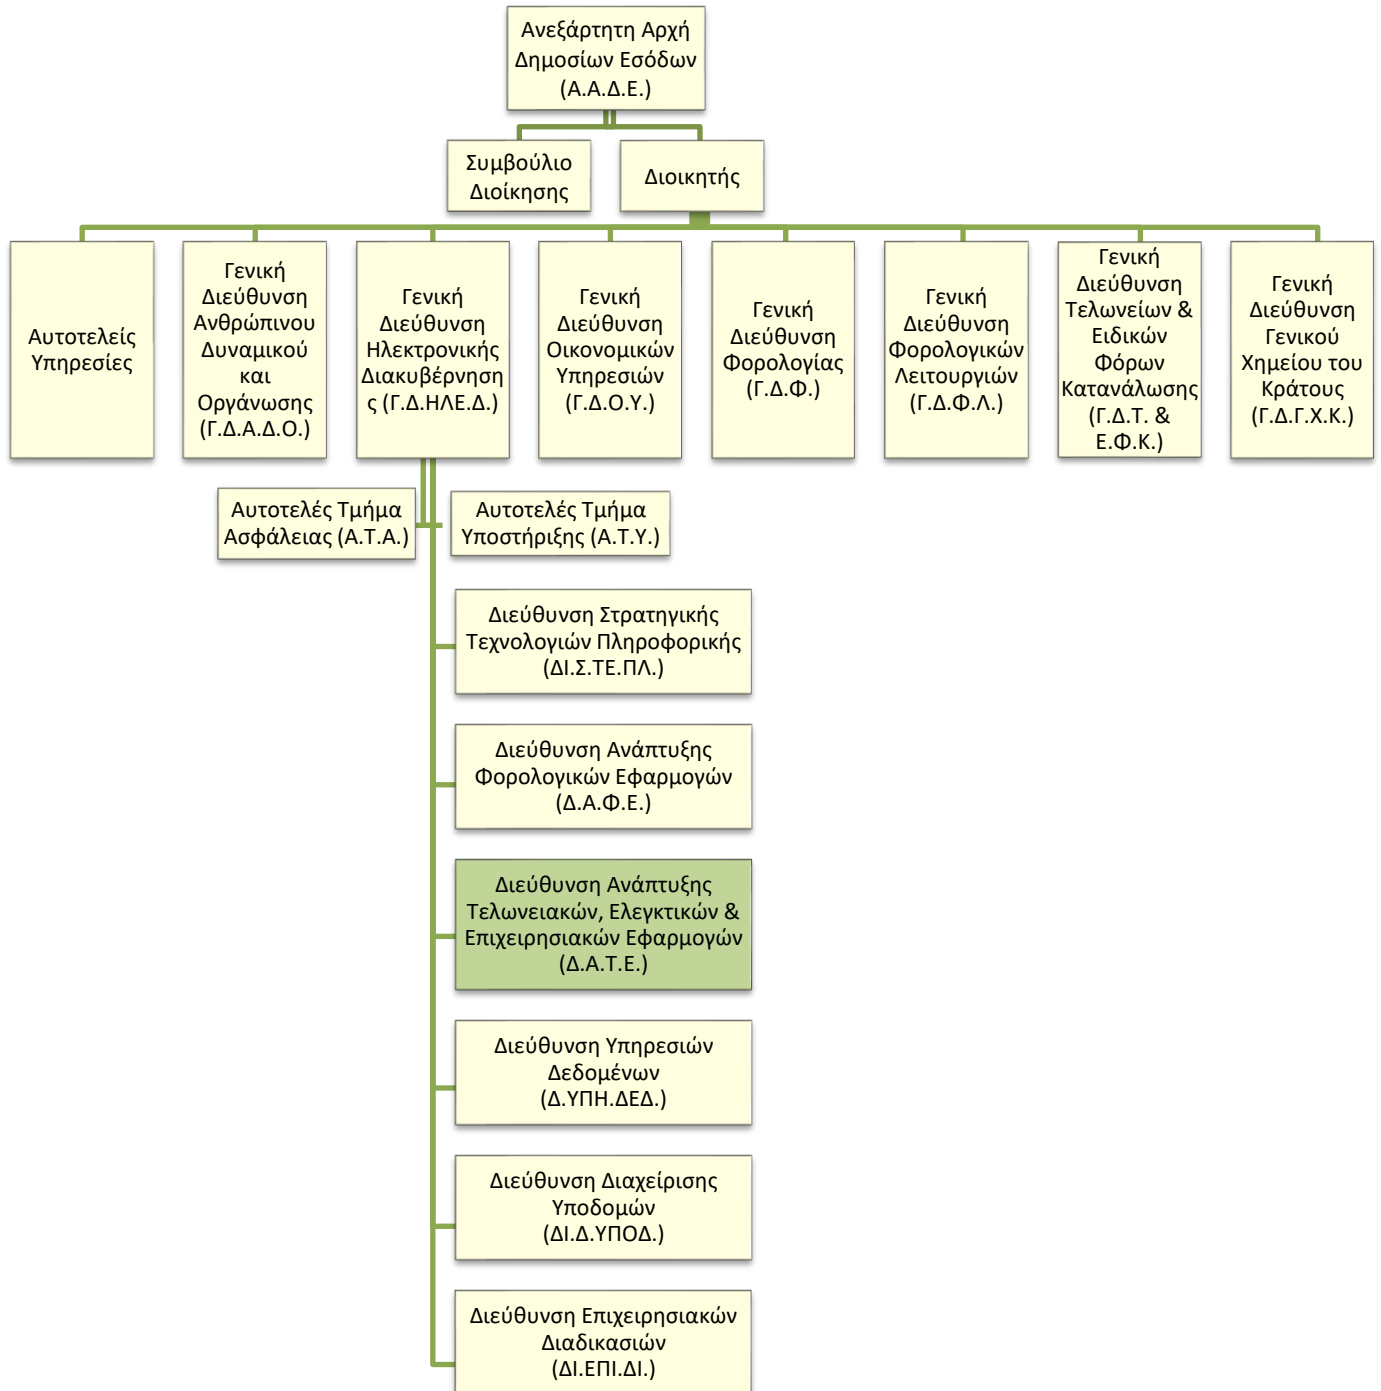 Ανεξάρτητη Αρχή
Δημοσίων Εσόδων
(Α.Α.Δ.Ε.)
Συμβούλιο
Διοίκησης
Διοικητής
Αυτοτελείς
Υπηρεσίες
Γενική
Διεύθυνση
Ανθρώπινου
Δυναμικού
και
Οργάνωσης
(Γ.Δ.Α.Δ.Ο.)
Γενική
Διεύθυνση
Ηλεκτρονικής
Διακυβέρνηση
ς (Γ.Δ.ΗΛΕ.Δ.)
Γενική
Διεύθυνση
Οικονομικών
Υπηρεσιών
(Γ.Δ.Ο.Υ.)
Γενική
Διεύθυνση
Φορολογίας
(Γ.Δ.Φ.)
Γενική
Διεύθυνση
Φορολογικών
Λειτουργιών
(Γ.Δ.Φ.Λ.)
Γενική
Διεύθυνση
Τελωνείων &
Ειδικών
Φόρων
Κατανάλωσης
(Γ.Δ.Τ. &
Ε.Φ.Κ.)
Γενική
Διεύθυνση
Γενικού
Χημείου του
Κράτους
(Γ.Δ.Γ.Χ.Κ.)
Αυτοτελές Τμήμα
Ασφάλειας (Α.Τ.Α.)
Αυτοτελές Τμήμα
Υποστήριξης (Α.Τ.Υ.)
Διεύθυνση Στρατηγικής
Τεχνολογιών Πληροφορικής
(ΔΙ.Σ.ΤΕ.ΠΛ.)
Διεύθυνση Ανάπτυξης
Φορολογικών Εφαρμογών
(Δ.Α.Φ.Ε.)
Διεύθυνση Ανάπτυξης
Τελωνειακών, Ελεγκτικών &
Επιχειρησιακών Εφαρμογών
(Δ.Α.Τ.Ε.)
Διεύθυνση Υπηρεσιών
Δεδομένων
(Δ.ΥΠΗ.ΔΕΔ.)
Διεύθυνση Διαχείρισης
Υποδομών
(ΔΙ.Δ.ΥΠΟΔ.)
Διεύθυνση Επιχειρησιακών
Διαδικασιών
(ΔΙ.ΕΠΙ.ΔΙ.)